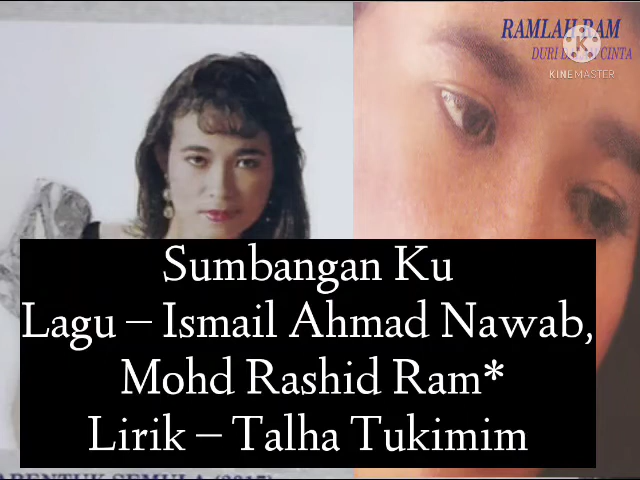 RAMLAH RAM
KINEMASTER
Sumbangan Ku
Lagu – Ismail Ahmad Nawab,
Mohd Rashid Ram*
Lirik – Talha Tukimim